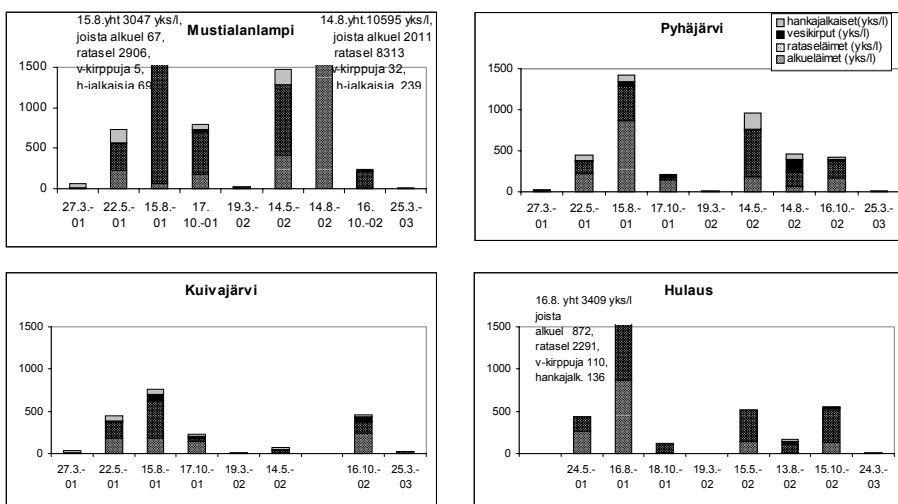 15.8.yht 3047 yks/l,
joista alkuel 67,
ratasel 2906,
v-kirppuja 5,
h-jalkaisia 69
Mustialanlampi
14.8.yht.10595 yks/l,
joista alkuel 2011
ratasel 8313
v-kirppuja 32,
h-jalkaisia 239
1500
1000
500
0
27.3.- 22.5.- 15.8.- 17. 19.3.- 14.5.- 14.8.- 16. 25.3.-
01 01 01 10.-01 02 02 02 10.-02 03
Pyhäjärvi
hankajalkaiset(yks/l)
vesikirput (yks/l)
rataseläimet (yks/l)
alkueläimet (yks/l)
1500
1000
500
0
27.3.- 22.5.- 15.8.- 17.10.- 19.3.- 14.5.- 14.8.- 16.10.- 25.3.-
01 01 01 01 02 02 02 02 03
Kuivajärvi
1500
1000
500
0
27.3.- 22.5.- 15.8.- 17.10.- 19.3.- 14.5.- 16.10.- 25.3.-
01 01 01 01 02 02 02 03
Hulaus
16.8. yht 3409 yks/l
joista
alkuel 872,
ratasel 2291,
v-kirppuja 110,
hankajalk. 136
1500
1000
500
0
24.5.- 16.8.- 18.10.- 19.3.- 15.5.- 13.8.- 15.10.- 24.3.-
01 01 01 02 02 02 02 03